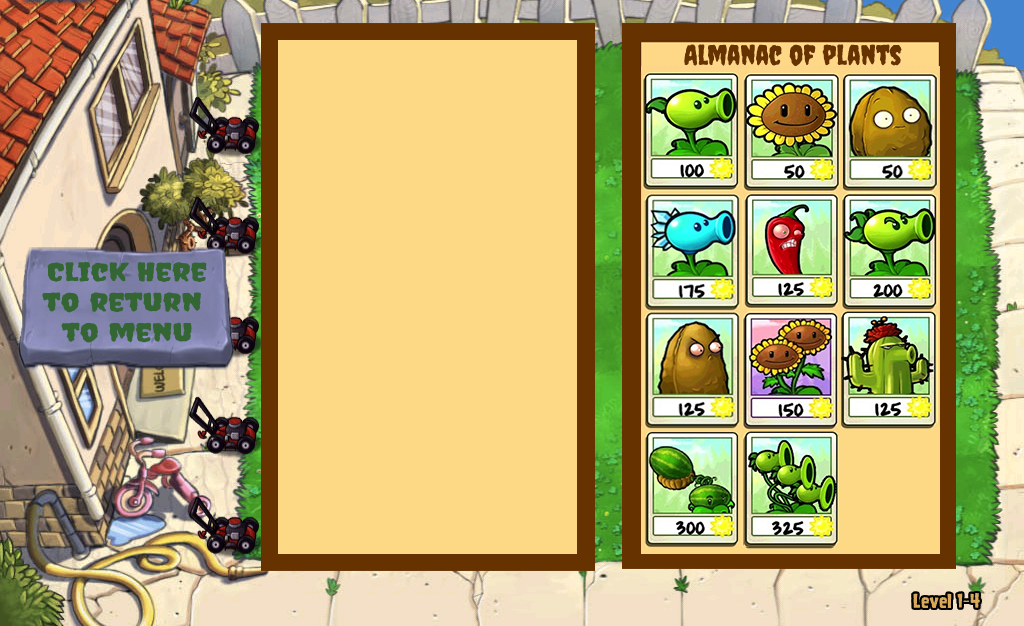 ALMANAC OF PLANTS
100 50 50
175 125 200
125 150 125
300 325
CLICK HERE
TO RETURN
TO MENU
WEL
Level 1-4